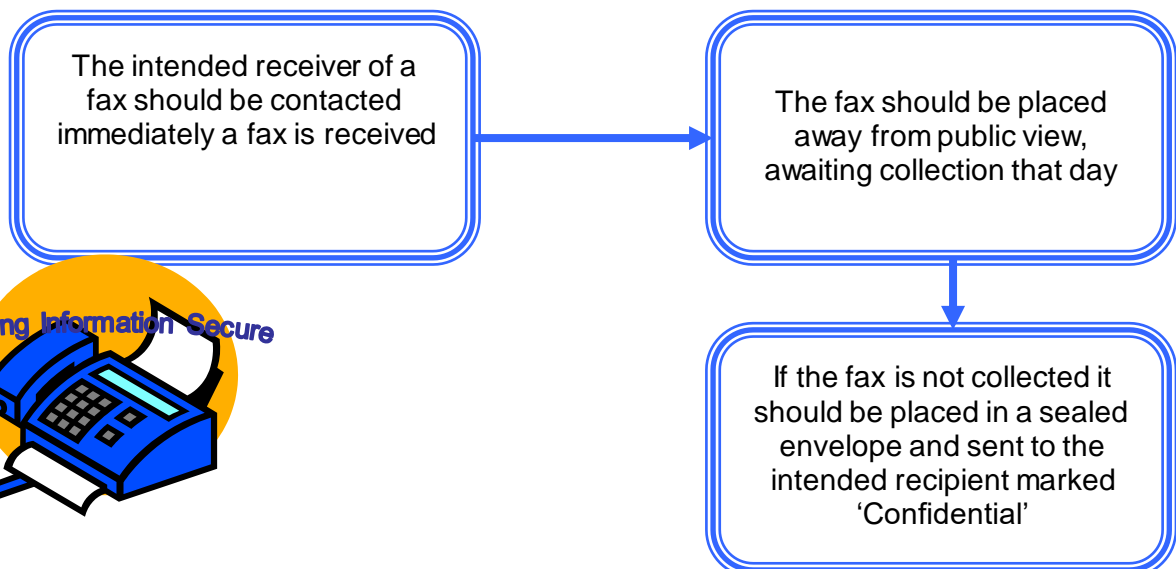 The intended receiver of a
fax should be contacted
immediately a fax is received
The fax should be placed
away from public view,
awaiting collection that day
Information Secure
If the fax is not collected it
should be placed in a sealed
envelope and sent to the
intended recipient marked
‘Confidential’